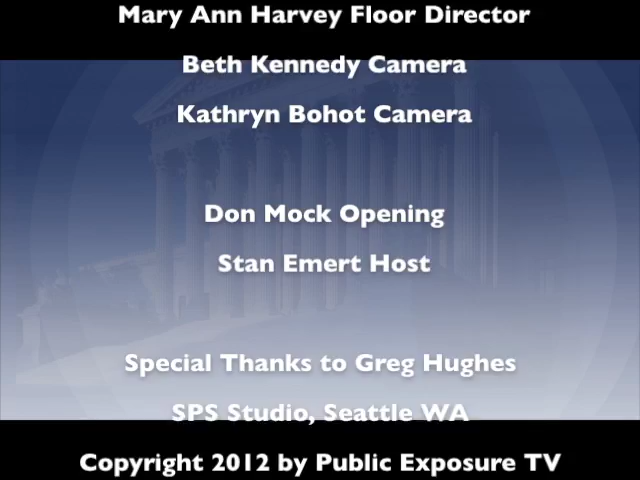 Mary Ann Harvey Floor Director
Beth Kennedy Camera
Kathryn Bohot Camera
Don Mock Opening
Stan Emert Host
Special Thanks to Greg Hughes
SPS Studio, Seattle WA
Copyright 2012 by Public Exposure TV